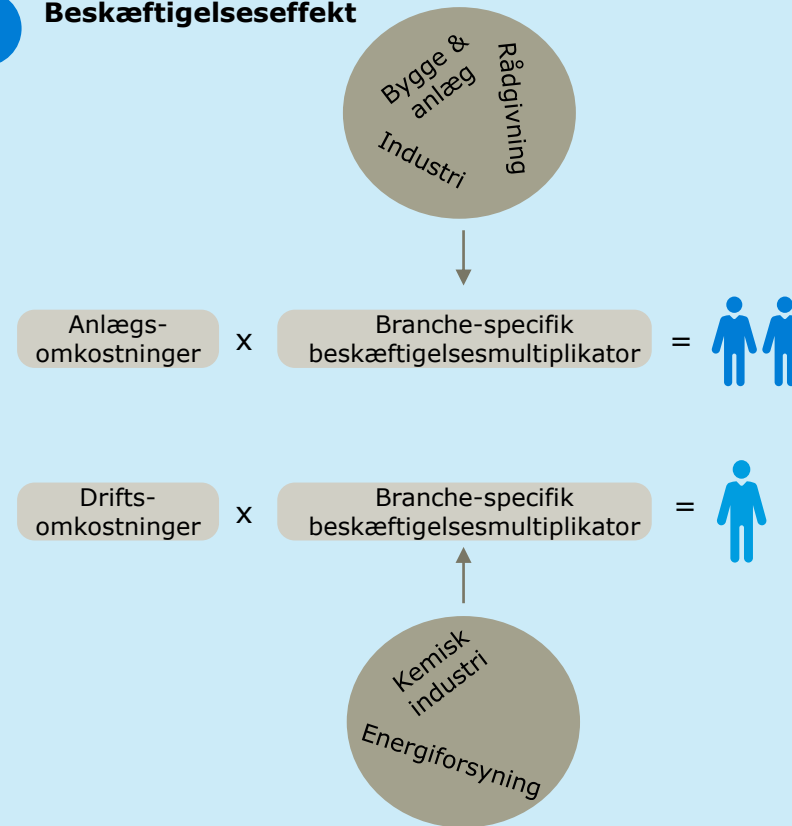 Beskæftigelseseffekt
Bygge &
anlæg
Rådgivning
Industri
Anlægs-
omkostninger
x
Branche-specifik
beskæftigelsesmultiplikator
=
Drifts-
omkostninger
x
Branche-specifik
beskæftigelsesmultiplikator
=
Kemisk
industri
Energiforsyning